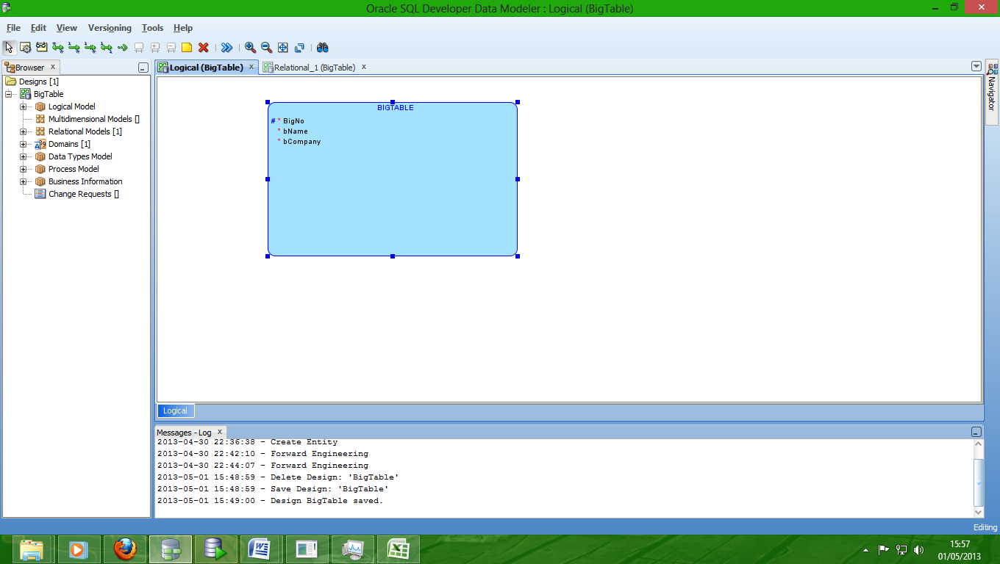 Oracle SQL Developer Data Modeler : Logical (BigTable)
File Edit View Versioning Tools Help
Browser x
Designs [1]
BigTable
Logical Model
Multidimensional Models []
Relational Models [1]
Domains [1]
Data Types Model
Process Model
Business Information
Change Requests []
Logical (BigTable) x Relational_1 (BigTable) x
BIGTABLE
# * BigNo
* bName
* bCompany
Navigator
Logical
Messages - Log x
2013-04-30 22:36:38 - Create Entity
2013-04-30 22:42:10 - Forward Engineering
2013-04-30 22:44:07 - Forward Engineering
2013-05-01 15:48:59 - Delete Design: 'BigTable'
2013-05-01 15:48:59 - Save Design: 'BigTable'
2013-05-01 15:49:00 - Design BigTable saved.
Editing
15:57
01/05/2013